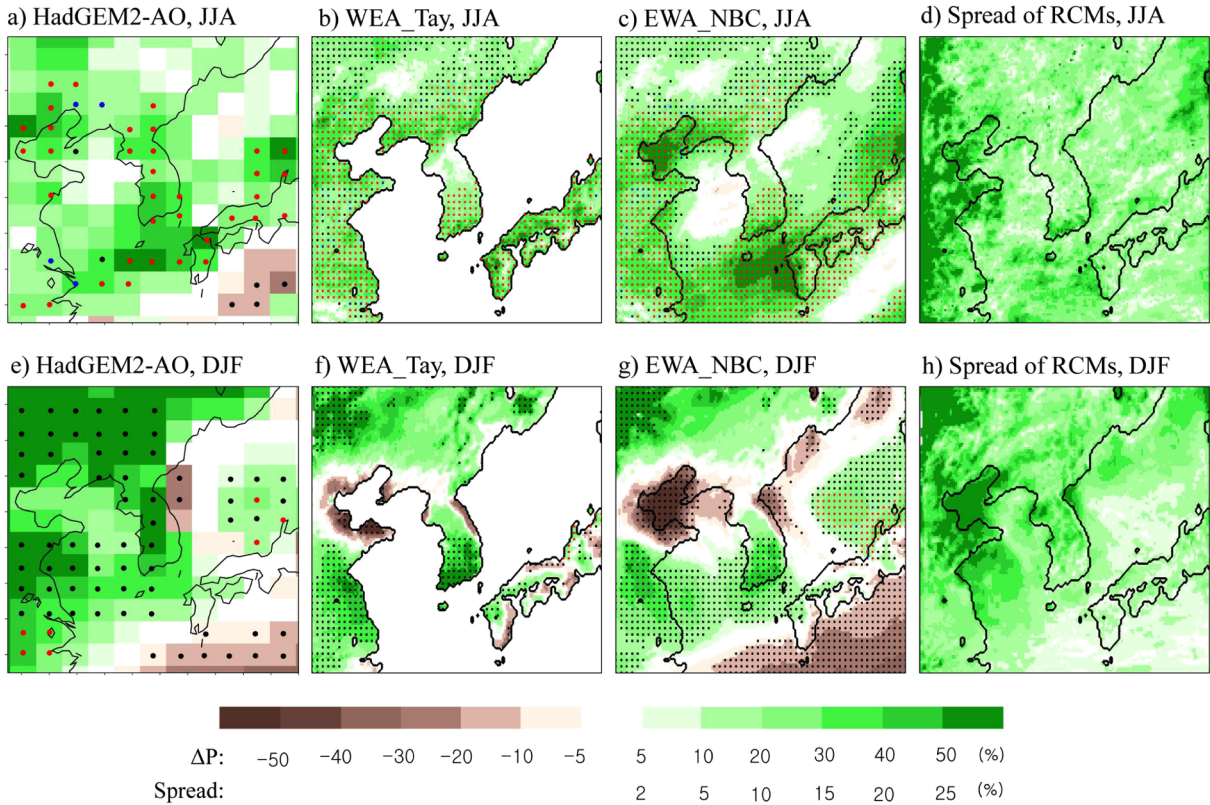 a) HadGEM2-AO, JJA
b) WEA_Tay, JJA
c) EWA_NBC, JJA
d) Spread of RCMs, JJA
e) HadGEM2-AO, DJF
f) WEA_Tay, DJF
g) EWA_NBC, DJF
h) Spread of RCMs, DJF
ΔP: -50 -40 -30 -20 -10 -5 5 10 20 30 40 50 (%)
Spread: 2 5 10 15 20 25 (%)